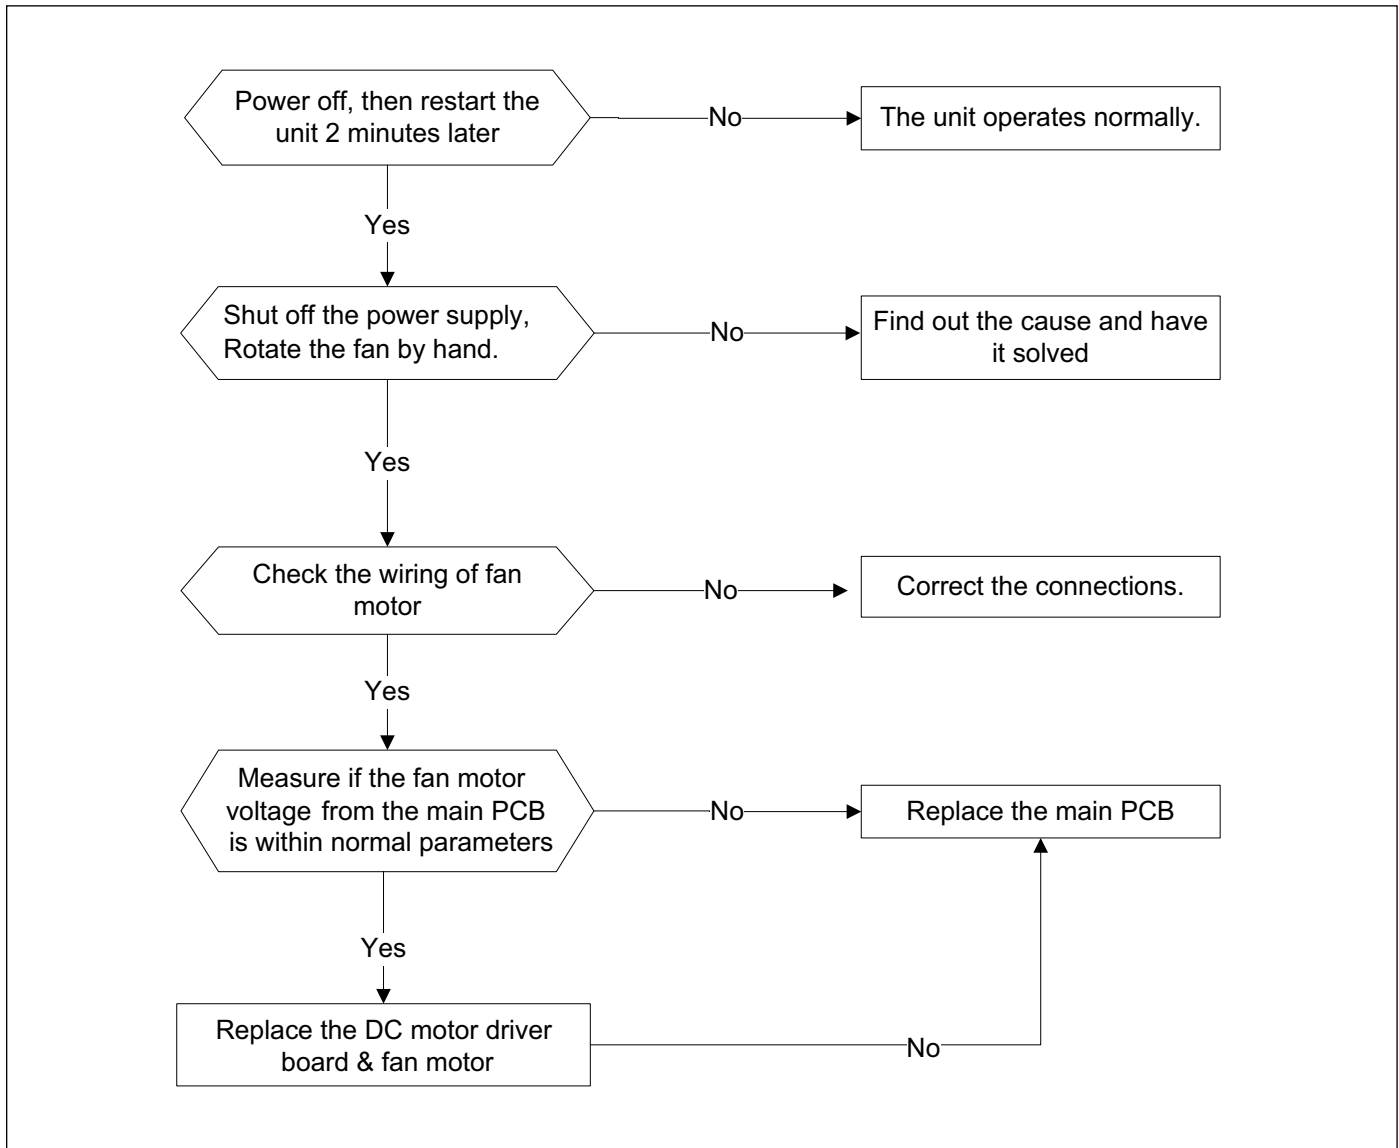 Power off, then restart the
unit 2 minutes later
No
The unit operates normally.
Yes
Shut off the power supply,
Rotate the fan by hand.
No
Find out the cause and have
it solved
Yes
Check the wiring of fan
motor
No
Correct the connections.
Yes
Measure if the fan motor
voltage from the main PCB
is within normal parameters
No
Replace the main PCB
Yes
Replace the DC motor driver
board & fan motor
No